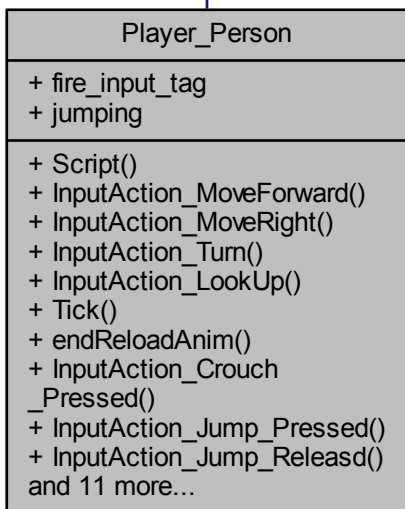 Player_Person
+ fire_input_tag
+ jumping
+ Script()
+ InputAction_MoveForward()
+ InputAction_MoveRight()
+ InputAction_Turn()
+ InputAction_LookUp()
+ Tick()
+ endReloadAnim()
+ InputAction_Crouch
_Pressed()
+ InputAction_Jump_Pressed()
+ InputAction_Jump_Releasd()
and 11 more...